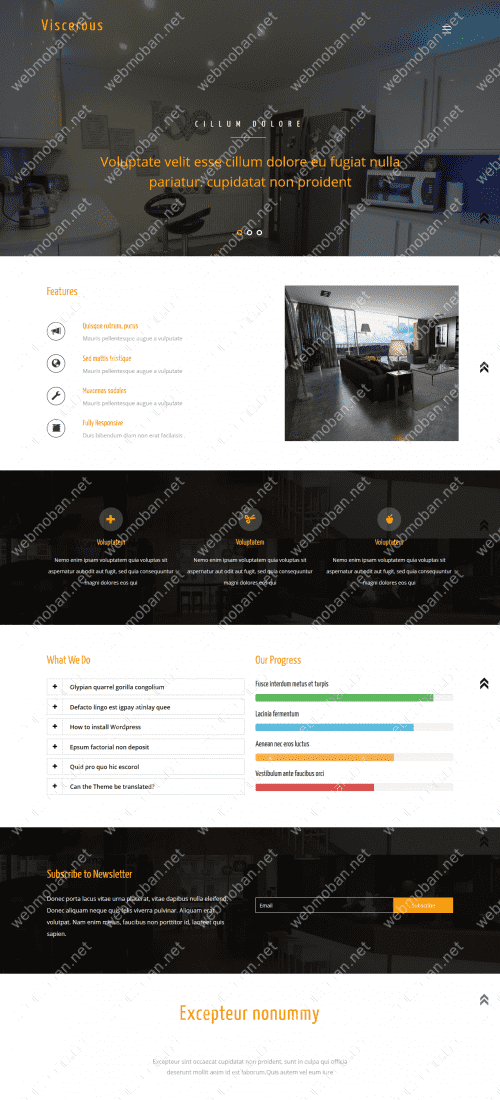 Viscerous
CILLUM DOLORE
Voluptate velit esse cillum dolore eu fugiat nulla
pariatur. cupidatat non proident
Features
Quisque rutrum, purus
Mauris pellentesque augue a vulputate
Sed mattis tristique
Mauris pellentesque augue a vulputate
Maecenas sodales
Mauris pellentesque augue a vulputate
Fully Responsive
Duis bibendum diam non erat facilaisis
Voluptatem
Nemo enim ipsam voluptatem quia voluptas sit
aspernatur aut odit aut fugit, sed quia consequuntur
magni dolores eos qui
Voluptatem
Nemo enim ipsam voluptatem quia voluptas sit
aspernatur aut odit aut fugit, sed quia consequuntur
magni dolores eos qui
Voluptatem
Nemo enim ipsam voluptatem quia voluptas sit
aspernatur aut odit aut fugit, sed quia consequuntur
magni dolores eos qui
What We Do
Olypian quarrel gorilla congolium
Defacto lingo est igpay atinlay quee
How to install Wordpress
Epsum factorial non deposit
Quid pro quo hic escorol
Can the Theme be translated?
Our Progress
Fusce interdum metus et turpis
Lacinia fermentum
Aenean nec eros luctus
Vestibulum ante faucibus orci
Subscribe to Newsletter
Donec porta lacus vitae urna placerat, vitae dapibus nulla eleifend.
Donec aliquam neque quis felis viverra pulvinar. Aliquam erat
volutpat. Nam enim metus, faucibus non porttitor id, laoreet quis
sapien.
Email
Subscribe
Excepteur nonummy
Excepteur sint occaecat cupidatat non proident, sunt in culpa qui officia
deserunt mollit anim id est laborum.Quis autem vel eum iure
webmoban.net